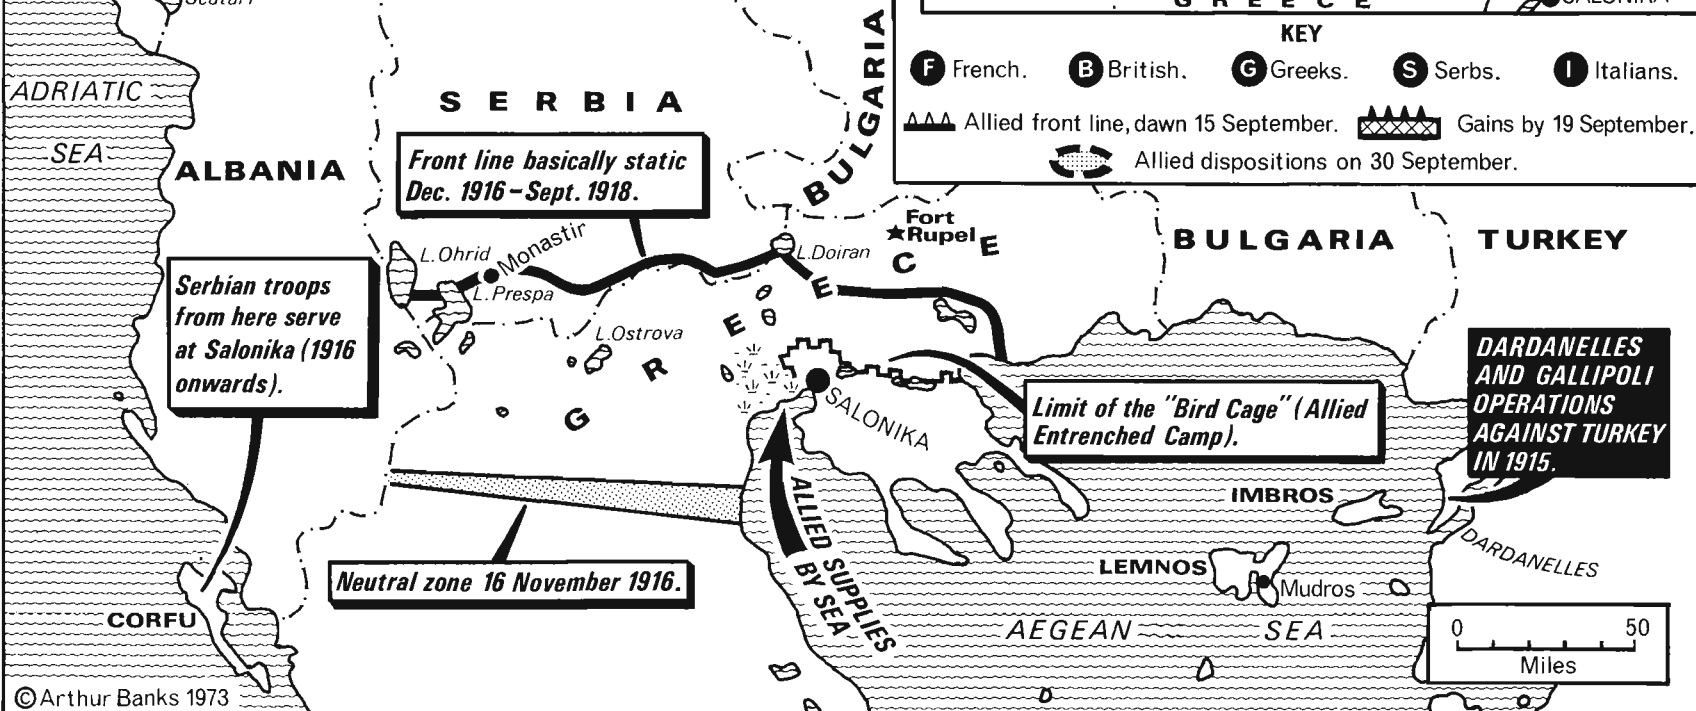 GREECE
KEY
F French.
B British.
G Greeks.
S Serbs.
I Italians.
Allied front line, dawn 15 September.
Gains by 19 September.
Allied dispositions on 30 September.
ADRIATIC
SEA
SERBIA
BULGARIA
ALBANIA
Front line basically static
Dec. 1916–Sept. 1918.
Fort
Rupel
BULGARIA
TURKEY
L. Ohrid
Monastir
L. Doiran
L. Prespa
L. Ostrova
GREECE
Serbian troops
from here serve
at Salonika (1916
onwards).
SALONIKA
Limit of the "Bird Cage" (Allied
Entrenched Camp).
DARDANELLES
AND GALLIPOLI
OPERATIONS
AGAINST TURKEY
IN 1915.
ALLIED SUPPLIES
BY SEA
IMBROS
DARDANELLES
LEMNOS
Mudros
Neutral zone 16 November 1916.
CORFU
AEGEAN SEA
0 50
Miles
© Arthur Banks 1973